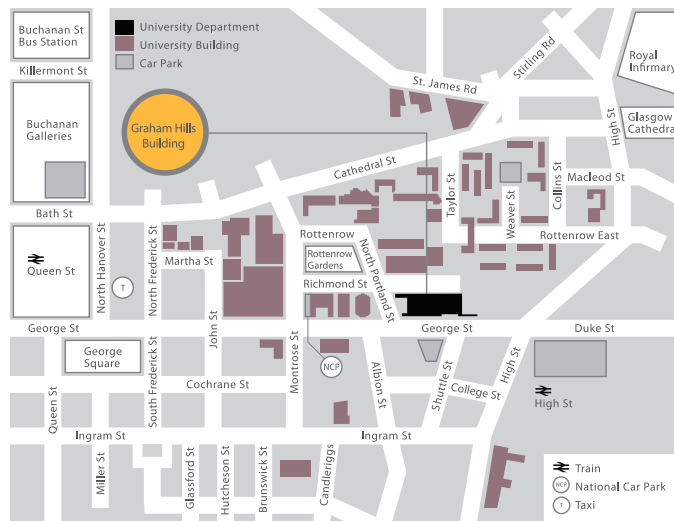 Buchanan St
Bus Station
Killermont St
Buchanan
Galleries
Bath St
Queen St
University Department
University Building
Car Park
Graham Hills
Building
St. James Rd
Stirling Rd
Royal
Infirmary
Glasgow
Cathedral
High St
Cathedral St
Taylor St
Weaver St
Collins St
Macleod St
Rottenrow East
Rottenrow
Rottenrow
Gardens
North Portland St
Richmond St
North Hanover St
North Frederick St
Martha St
T
John St
George St
George St
Duke St
George
Square
South Frederick St
Montrose St
NCP
Albion St
Shuttle St
College St
High St
High St
Cochrane St
Queen St
Ingram St
Ingram St
Miller St
Glassford St
Hutcheson St
Brunswick St
Candleriggs
Train
NCP
National Car Park
T
Taxi